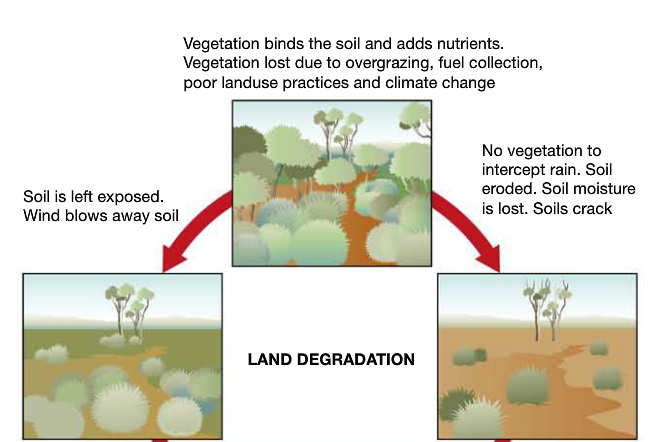 Vegetation binds the soil and adds nutrients.
Vegetation lost due to overgrazing, fuel collection,
poor landuse practices and climate change
No vegetation to
intercept rain. Soil
eroded. Soil moisture
is lost. Soils crack
Soil is left exposed.
Wind blows away soil
LAND DEGRADATION